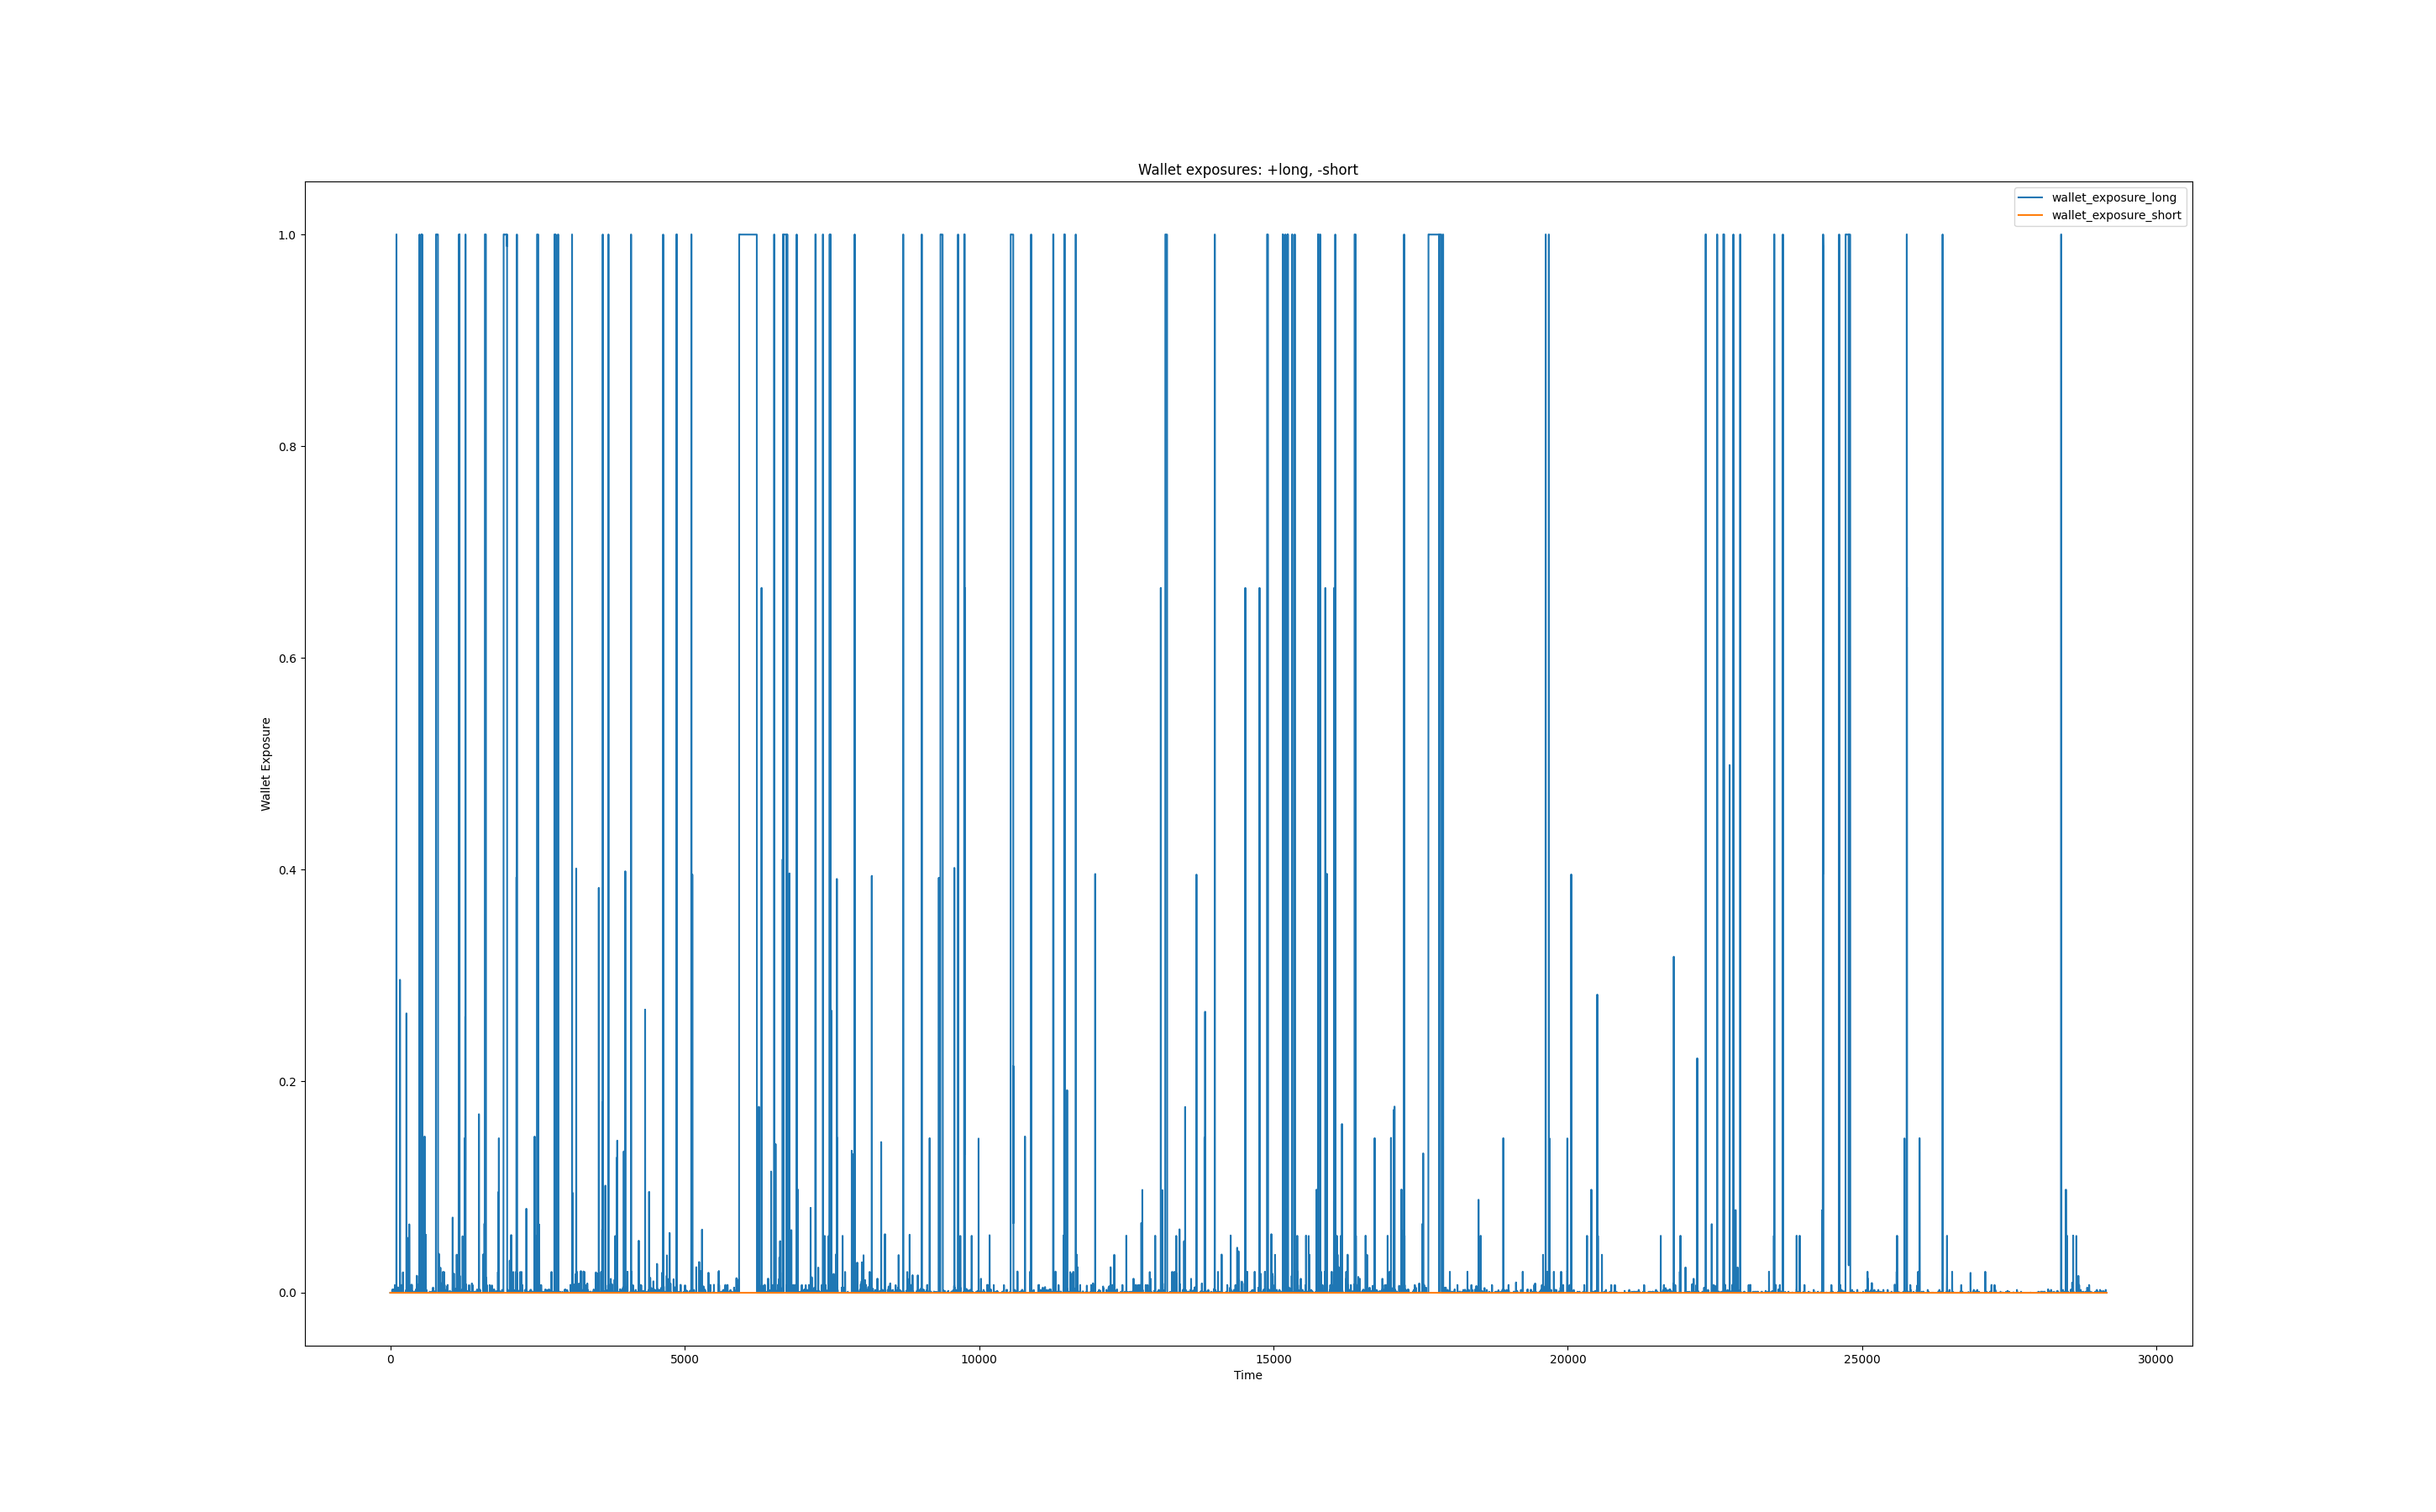 Wallet exposures: +long, -short
wallet_exposure_long
wallet_exposure_short
1.0
0.8
0.6
0.4
0.2
0.0
Wallet Exposure
0 5000 10000 15000 20000 25000 30000
Time